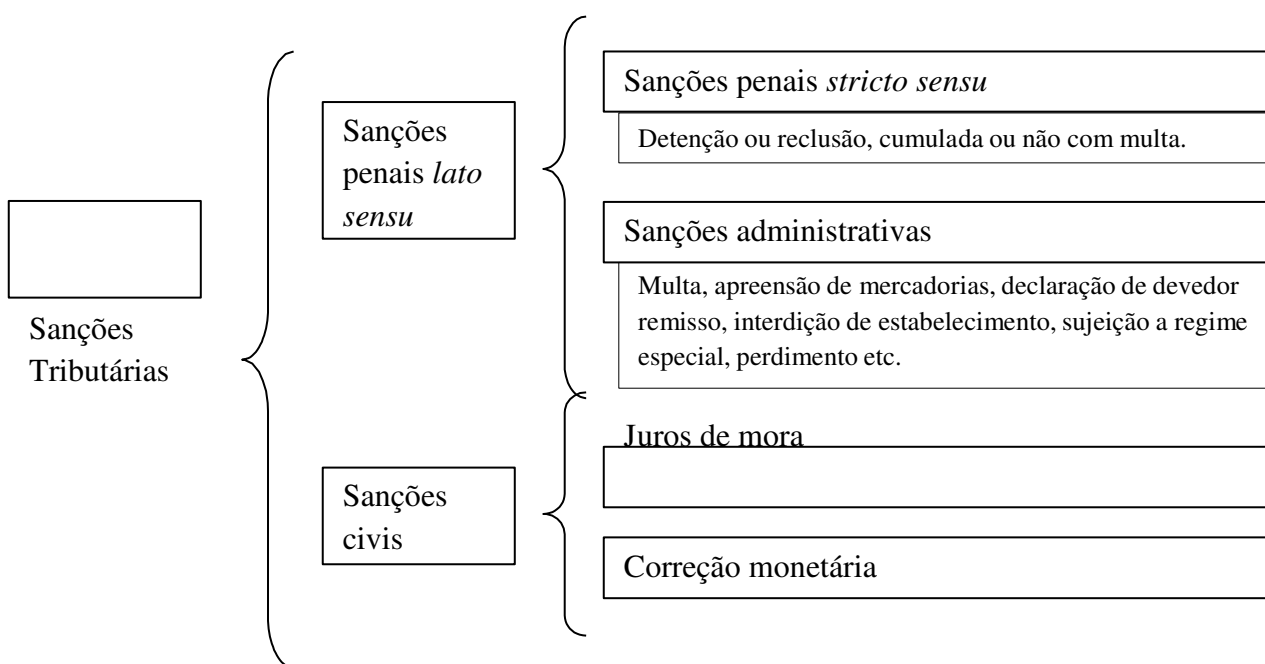 Sanções
Tributárias
Sanções
penais lato
sensu
Sanções penais stricto sensu
Detenção ou reclusão, cumulada ou não com multa.
Sanções administrativas
Multa, apreensão de mercadorias, declaração de devedor
remisso, interdição de estabelecimento, sujeição a regime
especial, perdimento etc.
Sanções
civis
Juros de mora
Correção monetária